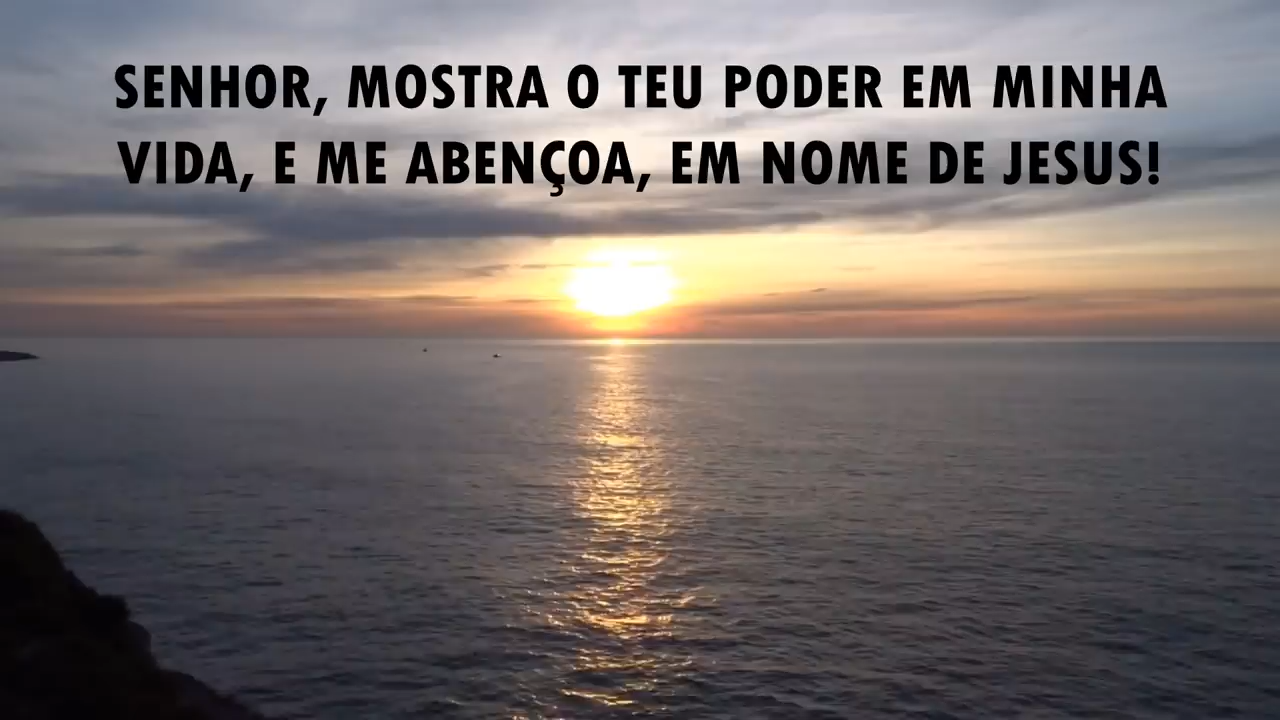 SENHOR, MOSTRA O TEU PODER EM MINHA
VIDA, E ME ABENÇOA, EM NOME DE JESUS!